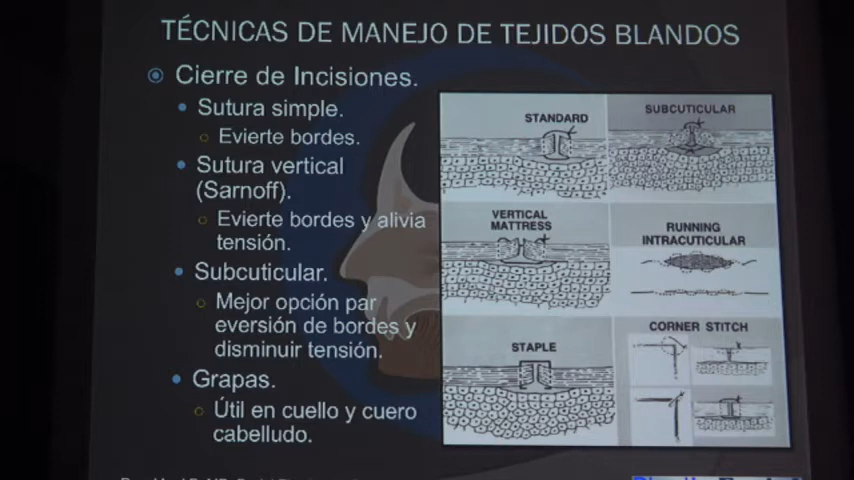 TÉCNICAS DE MANEJO DE TEJIDOS BLANDOS
Cierre de Incisiones.
Sutura simple.
Evierte bordes.
Sutura vertical
(Sarnoff).
Evierte bordes y alivia
tensión.
Subcuticular.
Mejor opción par
eversión de bordes y
disminuir tensión.
Grapas.
Útil en cuello y cuero
cabelludo.
STANDARD
SUBCUTICULAR
VERTICAL
MATTRESS
RUNNING
INTRACUTICULAR
STAPLE
CORNER STITCH